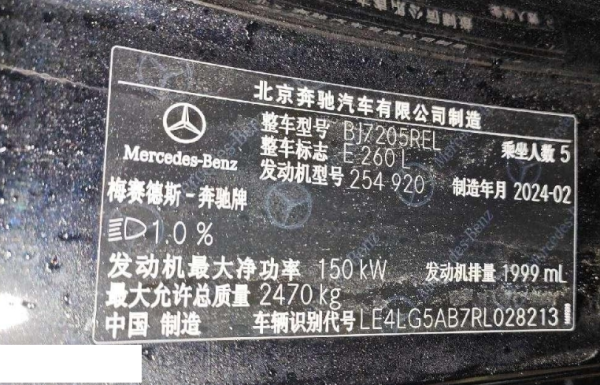 北京奔驰汽车有限公司制造
Mercedes-Benz
整车型号 BJ7205REL
整车标志 E 260 L 乘坐人数 5
发动机型号 254 920 制造年月 2024-02
梅赛德斯-奔驰牌
1.0 %
发动机最大净功率 150 kW 发动机排量 1999 mL
最大允许总质量 2470 kg
中国 制造 车辆识别代号 LE4LG5AB7RL028213